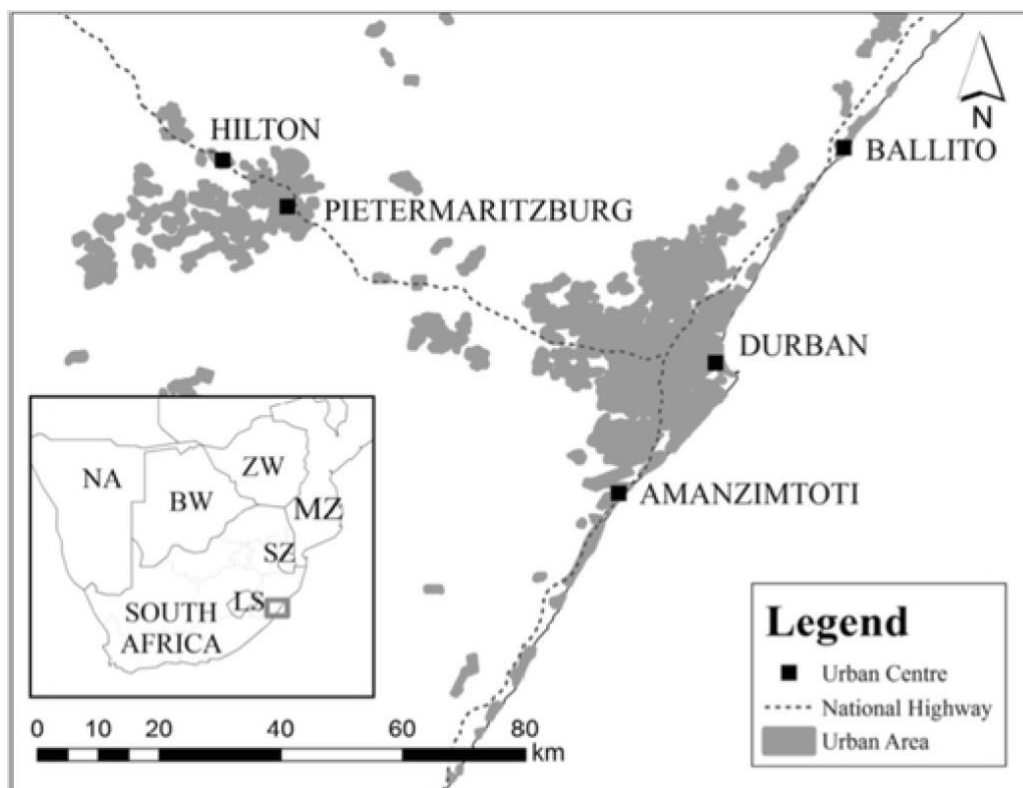 N
HILTON
BALLITO
PIETERMARITZBURG
DURBAN
AMANZIMTOTI
NA
ZW
BW
MZ
SZ
LS
SOUTH
AFRICA
0 10 20 40 60 80
km
Legend
Urban Centre
National Highway
Urban Area